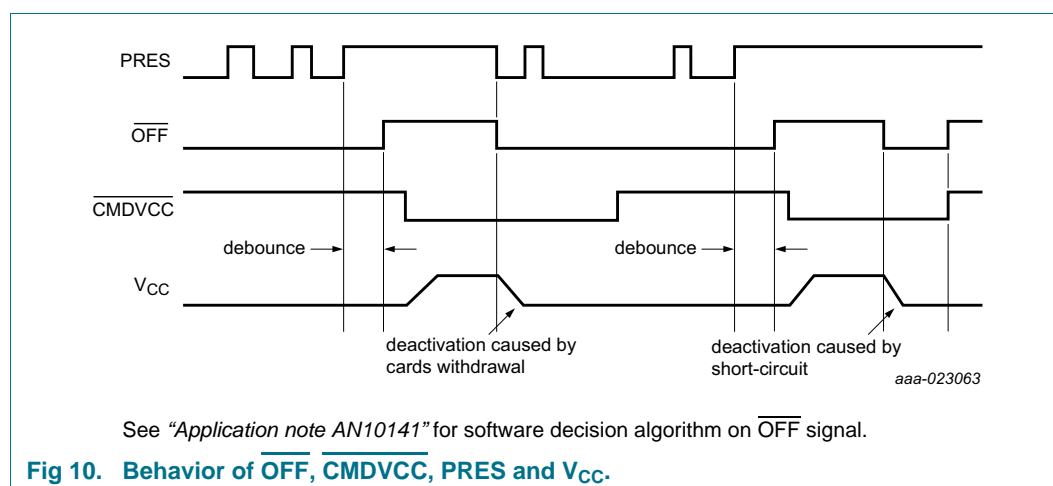 PRES
OFF
CMDVCC
debounce
debounce
VCC
deactivation caused by
cards withdrawal
deactivation caused by
short-circuit
aaa-023063
See “Application note AN10141” for software decision algorithm on OFF signal.
Fig 10. Behavior of OFF, CMDVCC, PRES and VCC.